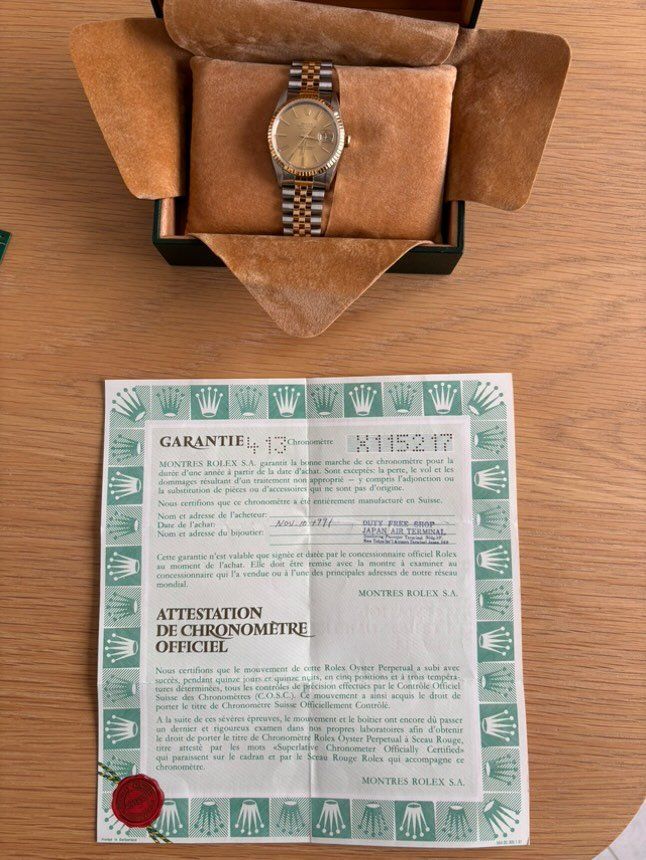 GARANTIE 413 Chronomètre X115217
MONTRES ROLEX S.A. garantit la bonne marche de ce chronomètre pour la
durée d'une année à partir de la date d'achat. Sont exceptés: la perte, le vol et les
dommages résultant d'un traitement non approprié – y compris l'adjonction ou
la substitution de pièces ou d'accessoires qui ne sont pas d'origine.
Nous certifions que ce chronomètre a été entièrement manufacturé en Suisse.
Nom et adresse de l'acheteur:
Date de l'achat: NOV. 10 1991 DUTY FREE SHOP
Nom et adresse du bijoutier: JAPAN AIR TERMINAL
Cette garantie n'est valable que signée et datée par le concessionnaire officiel Rolex
au moment de l'achat. Elle doit être remise avec la montre à examiner au
concessionnaire qui l'a vendue ou à l'une des principales adresses de notre réseau
mondial.
MONTRES ROLEX S.A.
ATTESTATION
DE CHRONOMÈTRE
OFFICIEL
Nous certifions que le mouvement de cette Rolex Oyster Perpetual a subi avec
succès, pendant quinze jours et quinze nuits, en cinq positions et à trois tempéra-
tures déterminées, tous les contrôles de précision effectués par le Contrôle Officiel
Suisse des Chronomètres (C.O.S.C.). Ce mouvement a ainsi acquis le droit de
porter le titre de Chronomètre Suisse Officiellement Contrôlé.
A la suite de ces sévères épreuves, le mouvement et le boîtier ont encore dû passer
un dernier et rigoureux examen dans nos propres laboratoires afin d'obtenir
le droit de porter le titre de Chronomètre Rolex Oyster Perpetual à Sceau Rouge,
titre attesté par les mots «Superlative Chronometer Officially Certified»
qui paraissent sur le cadran et par le Sceau Rouge Rolex qui accompagne ce
chronomètre.
MONTRES ROLEX S.A.
Printed in Switzerland